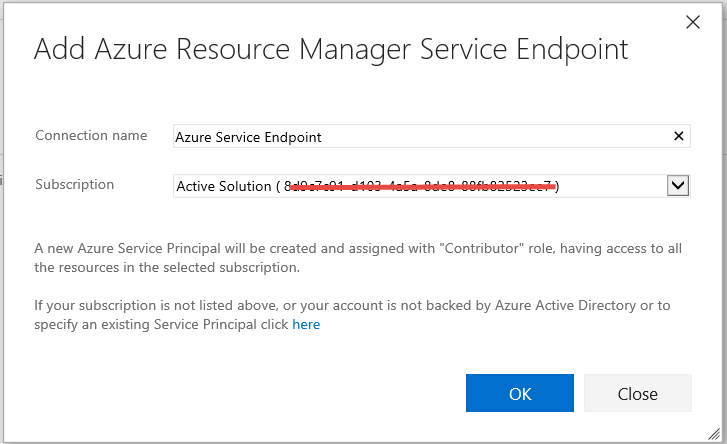 Add Azure Resource Manager Service Endpoint
Connection name
Azure Service Endpoint
Subscription
Active Solution ( )
A new Azure Service Principal will be created and assigned with "Contributor" role, having access to all
the resources in the selected subscription.
If your subscription is not listed above, or your account is not backed by Azure Active Directory or to
specify an existing Service Principal click here
OK
Close